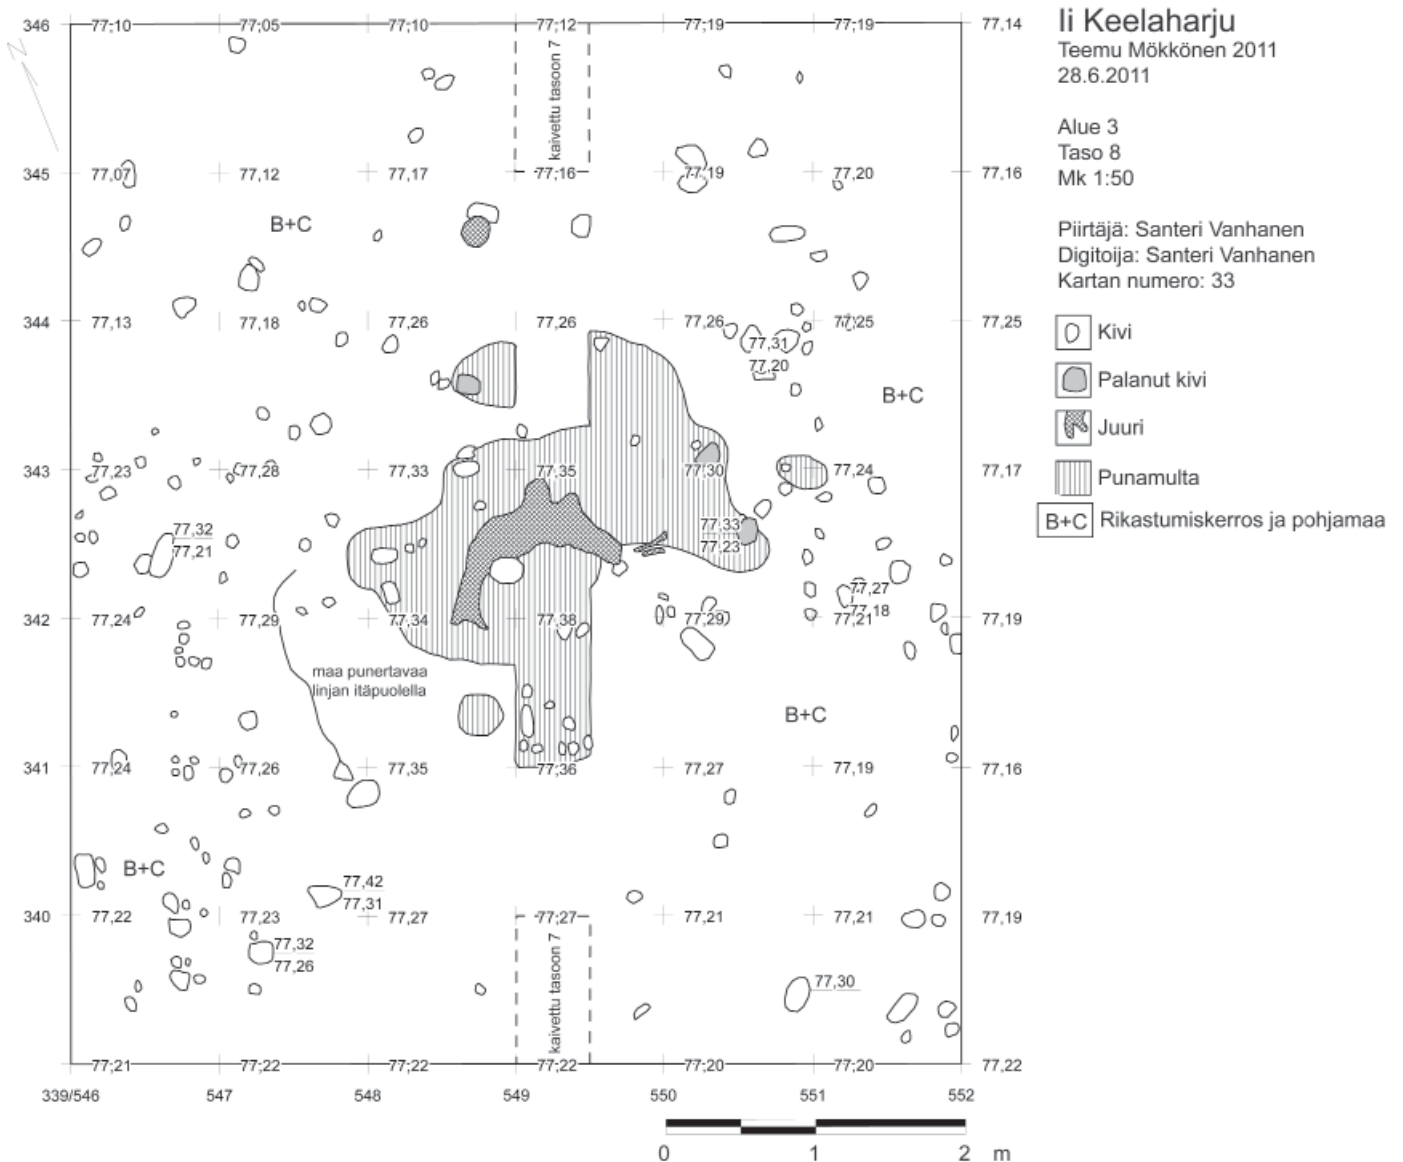 346 77,10 77,05 77,10 77,12 77,19 77,19 77,14
N
kaivettu tasoon 7
345 77,07 77,12 77,17 77,16 77,19 77,20 77,16
B+C
344 77,13 77,18 77,26 77,26 77,26 77,25 77,25
77,31
77,20
B+C
343 77,23 77,28 77,33 77,35 77,30 77,24 77,17
77,32
77,21
77,33
77,23
77,27
77,18
342 77,24 77,29 77,34 77,38 77,29 77,21 77,19
maa punertavaa
linjan itäpuolella
B+C
341 77,24 77,26 77,35 77,36 77,27 77,19 77,16
B+C
77,42
77,31
340 77,22 77,23 77,27 77,27 77,21 77,21 77,19
77,32
77,26
kaivettu tasoon 7
77,30
77,21 77,22 77,22 77,22 77,20 77,20 77,22
339/546 547 548 549 550 551 552
0 1 2 m
Ii Keelaharju
Teemu Mökkönen 2011
28.6.2011
Alue 3
Taso 8
Mk 1:50
Piirtäjä: Santeri Vanhanen
Digitoija: Santeri Vanhanen
Kartan numero: 33
Kivi
Palanut kivi
Juuri
Punamulta
B+C Rikastumiskerros ja pohjamaa